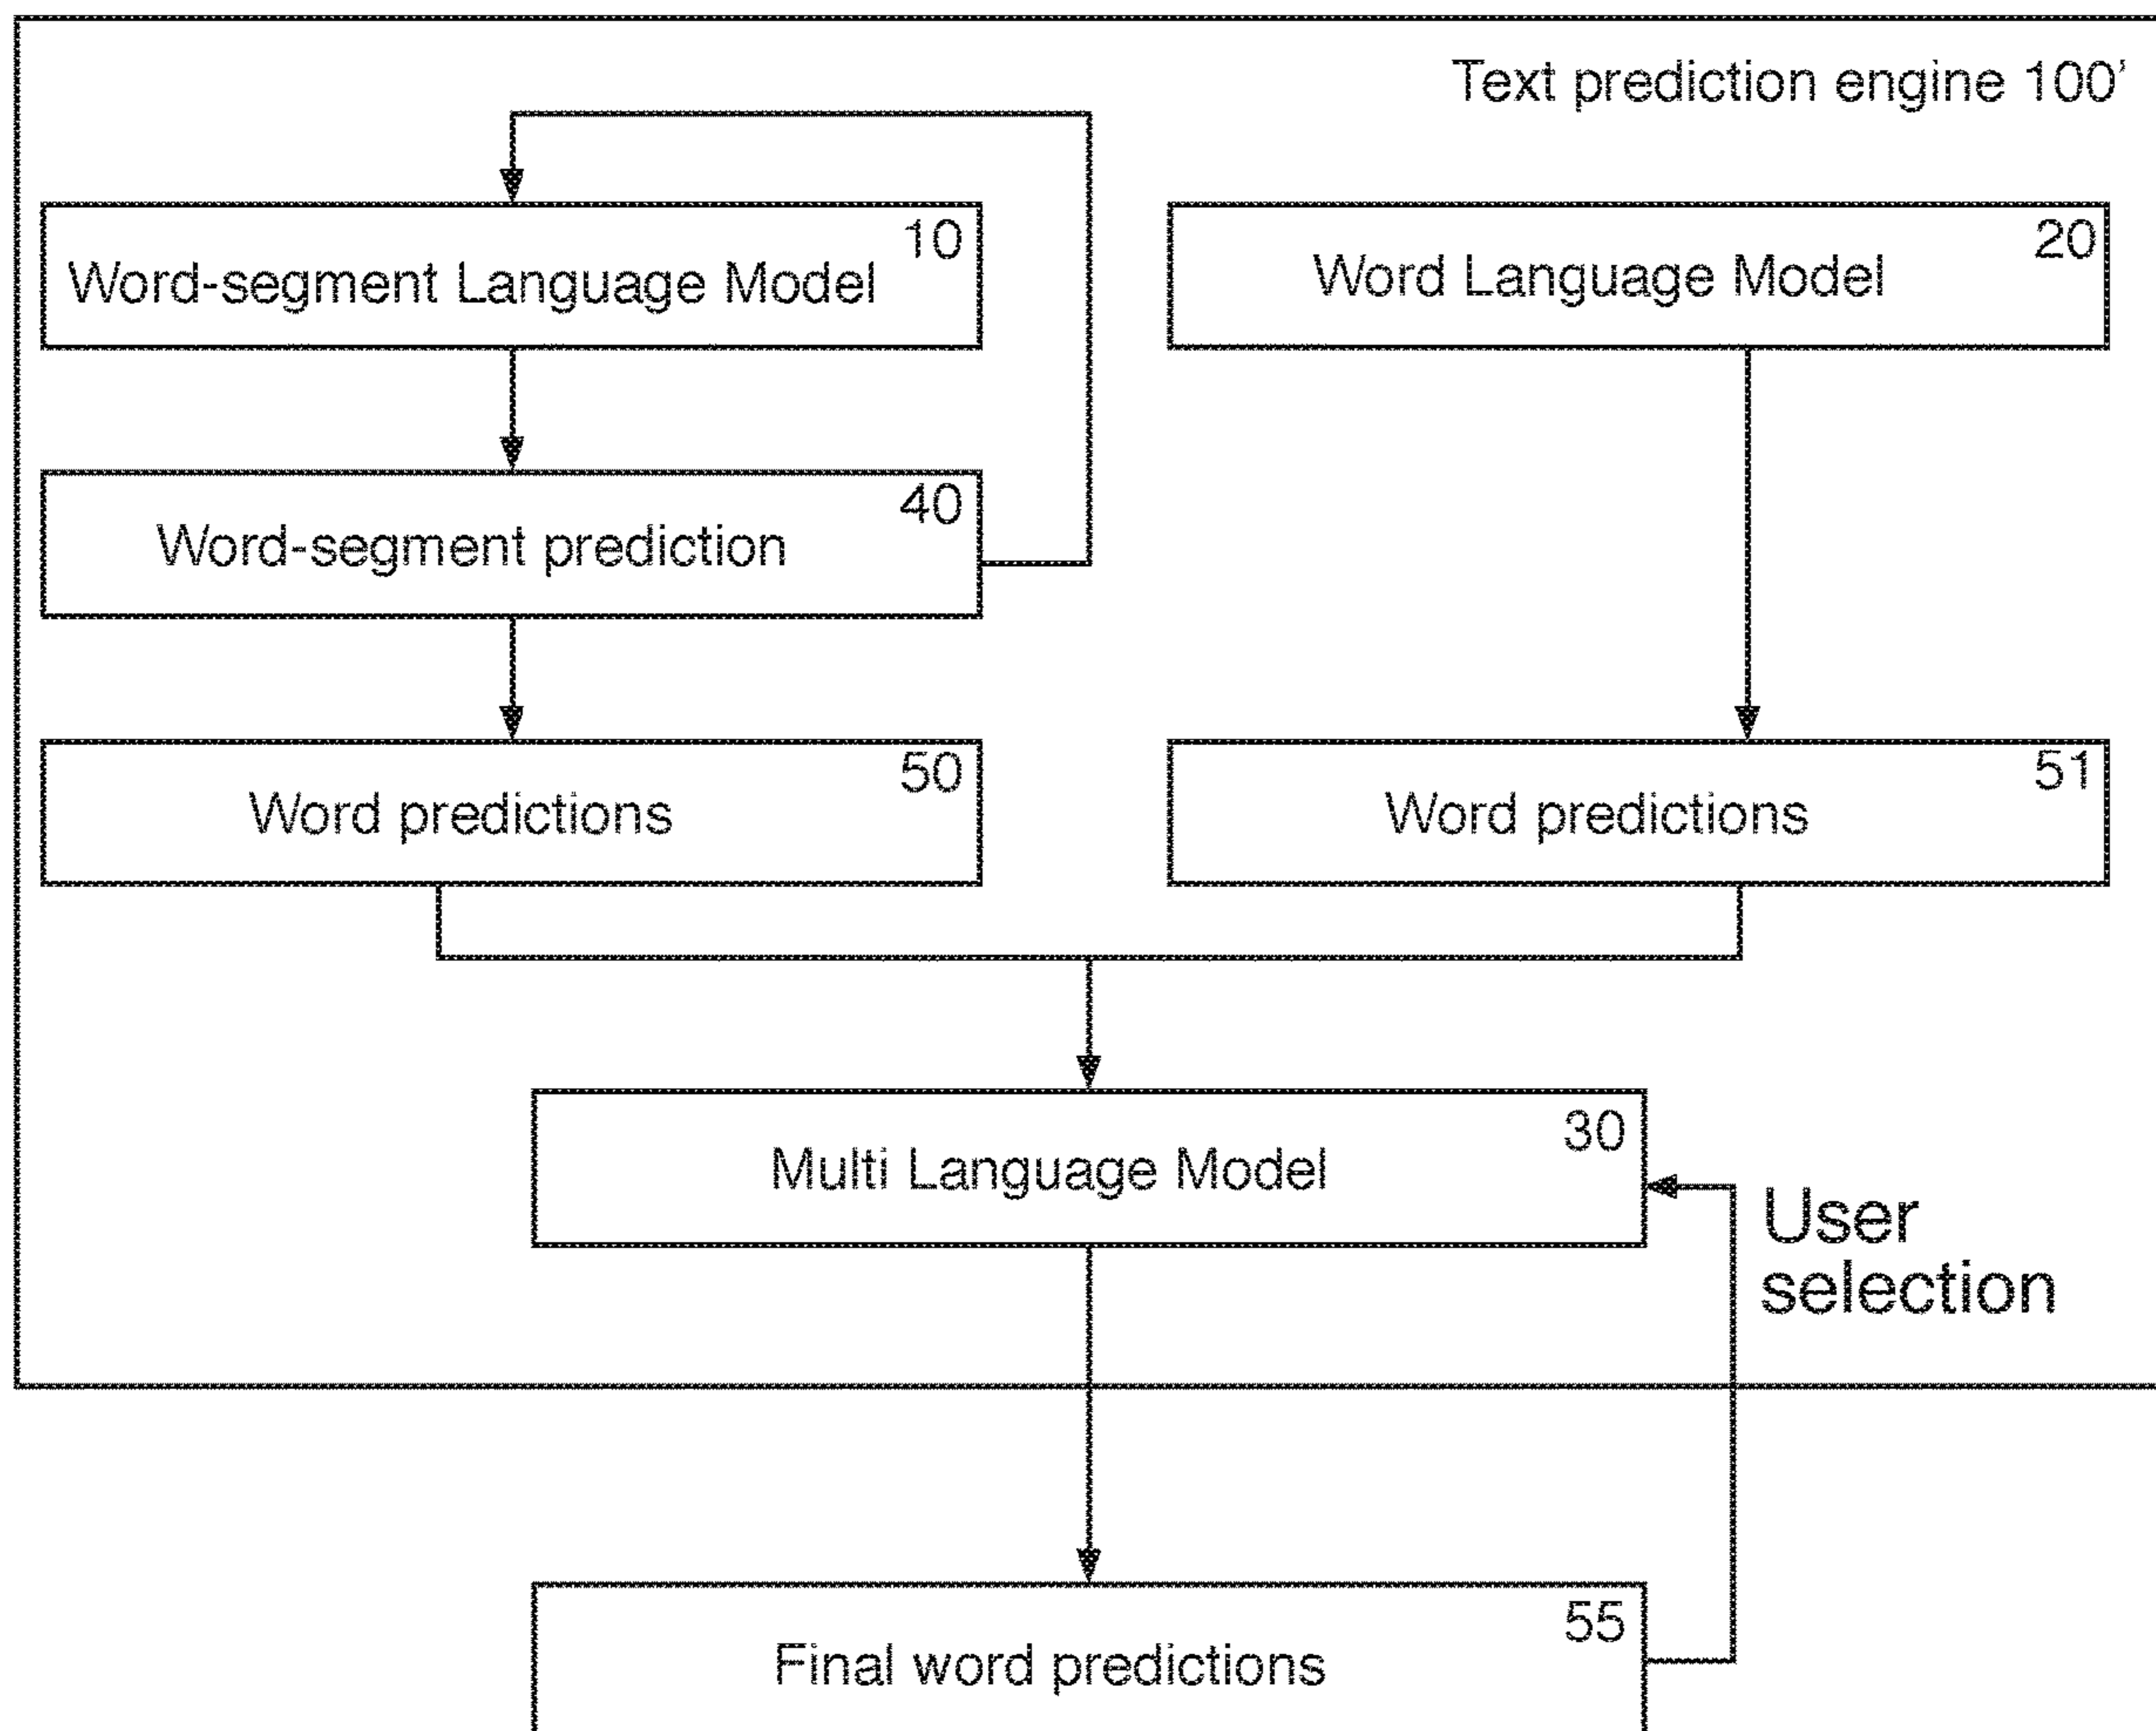 Text prediction engine 100'
10
Word-segment Language Model
20
Word Language Model
40
Word-segment prediction
50
Word predictions
51
Word predictions
30
Multi Language Model
User
selection
55
Final word predictions